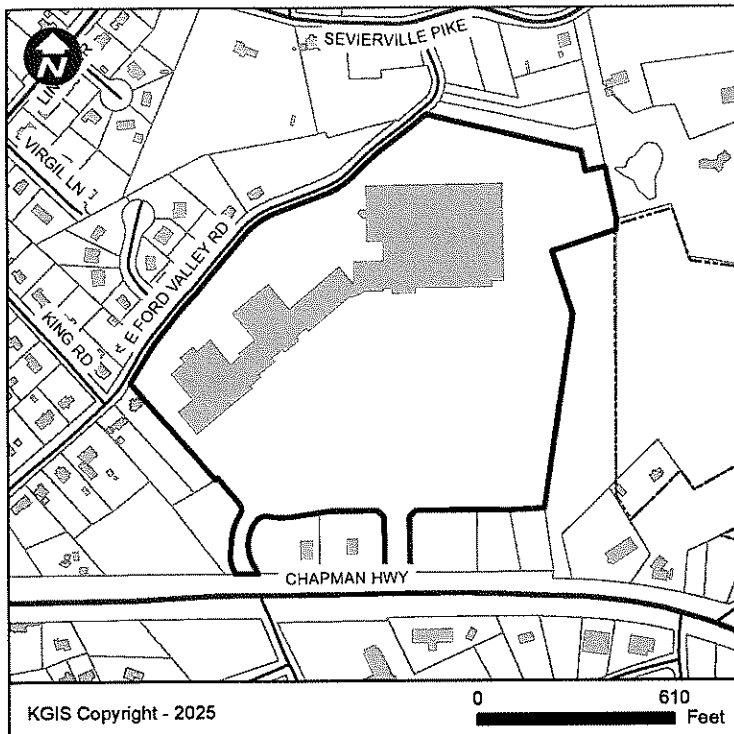 SEVIERVILLE PIKE
N
VIRGIL LN
E FORD VALLEY RD
KING RD
CHAPMAN HWY
KGIS Copyright - 2025
0 610
Feet